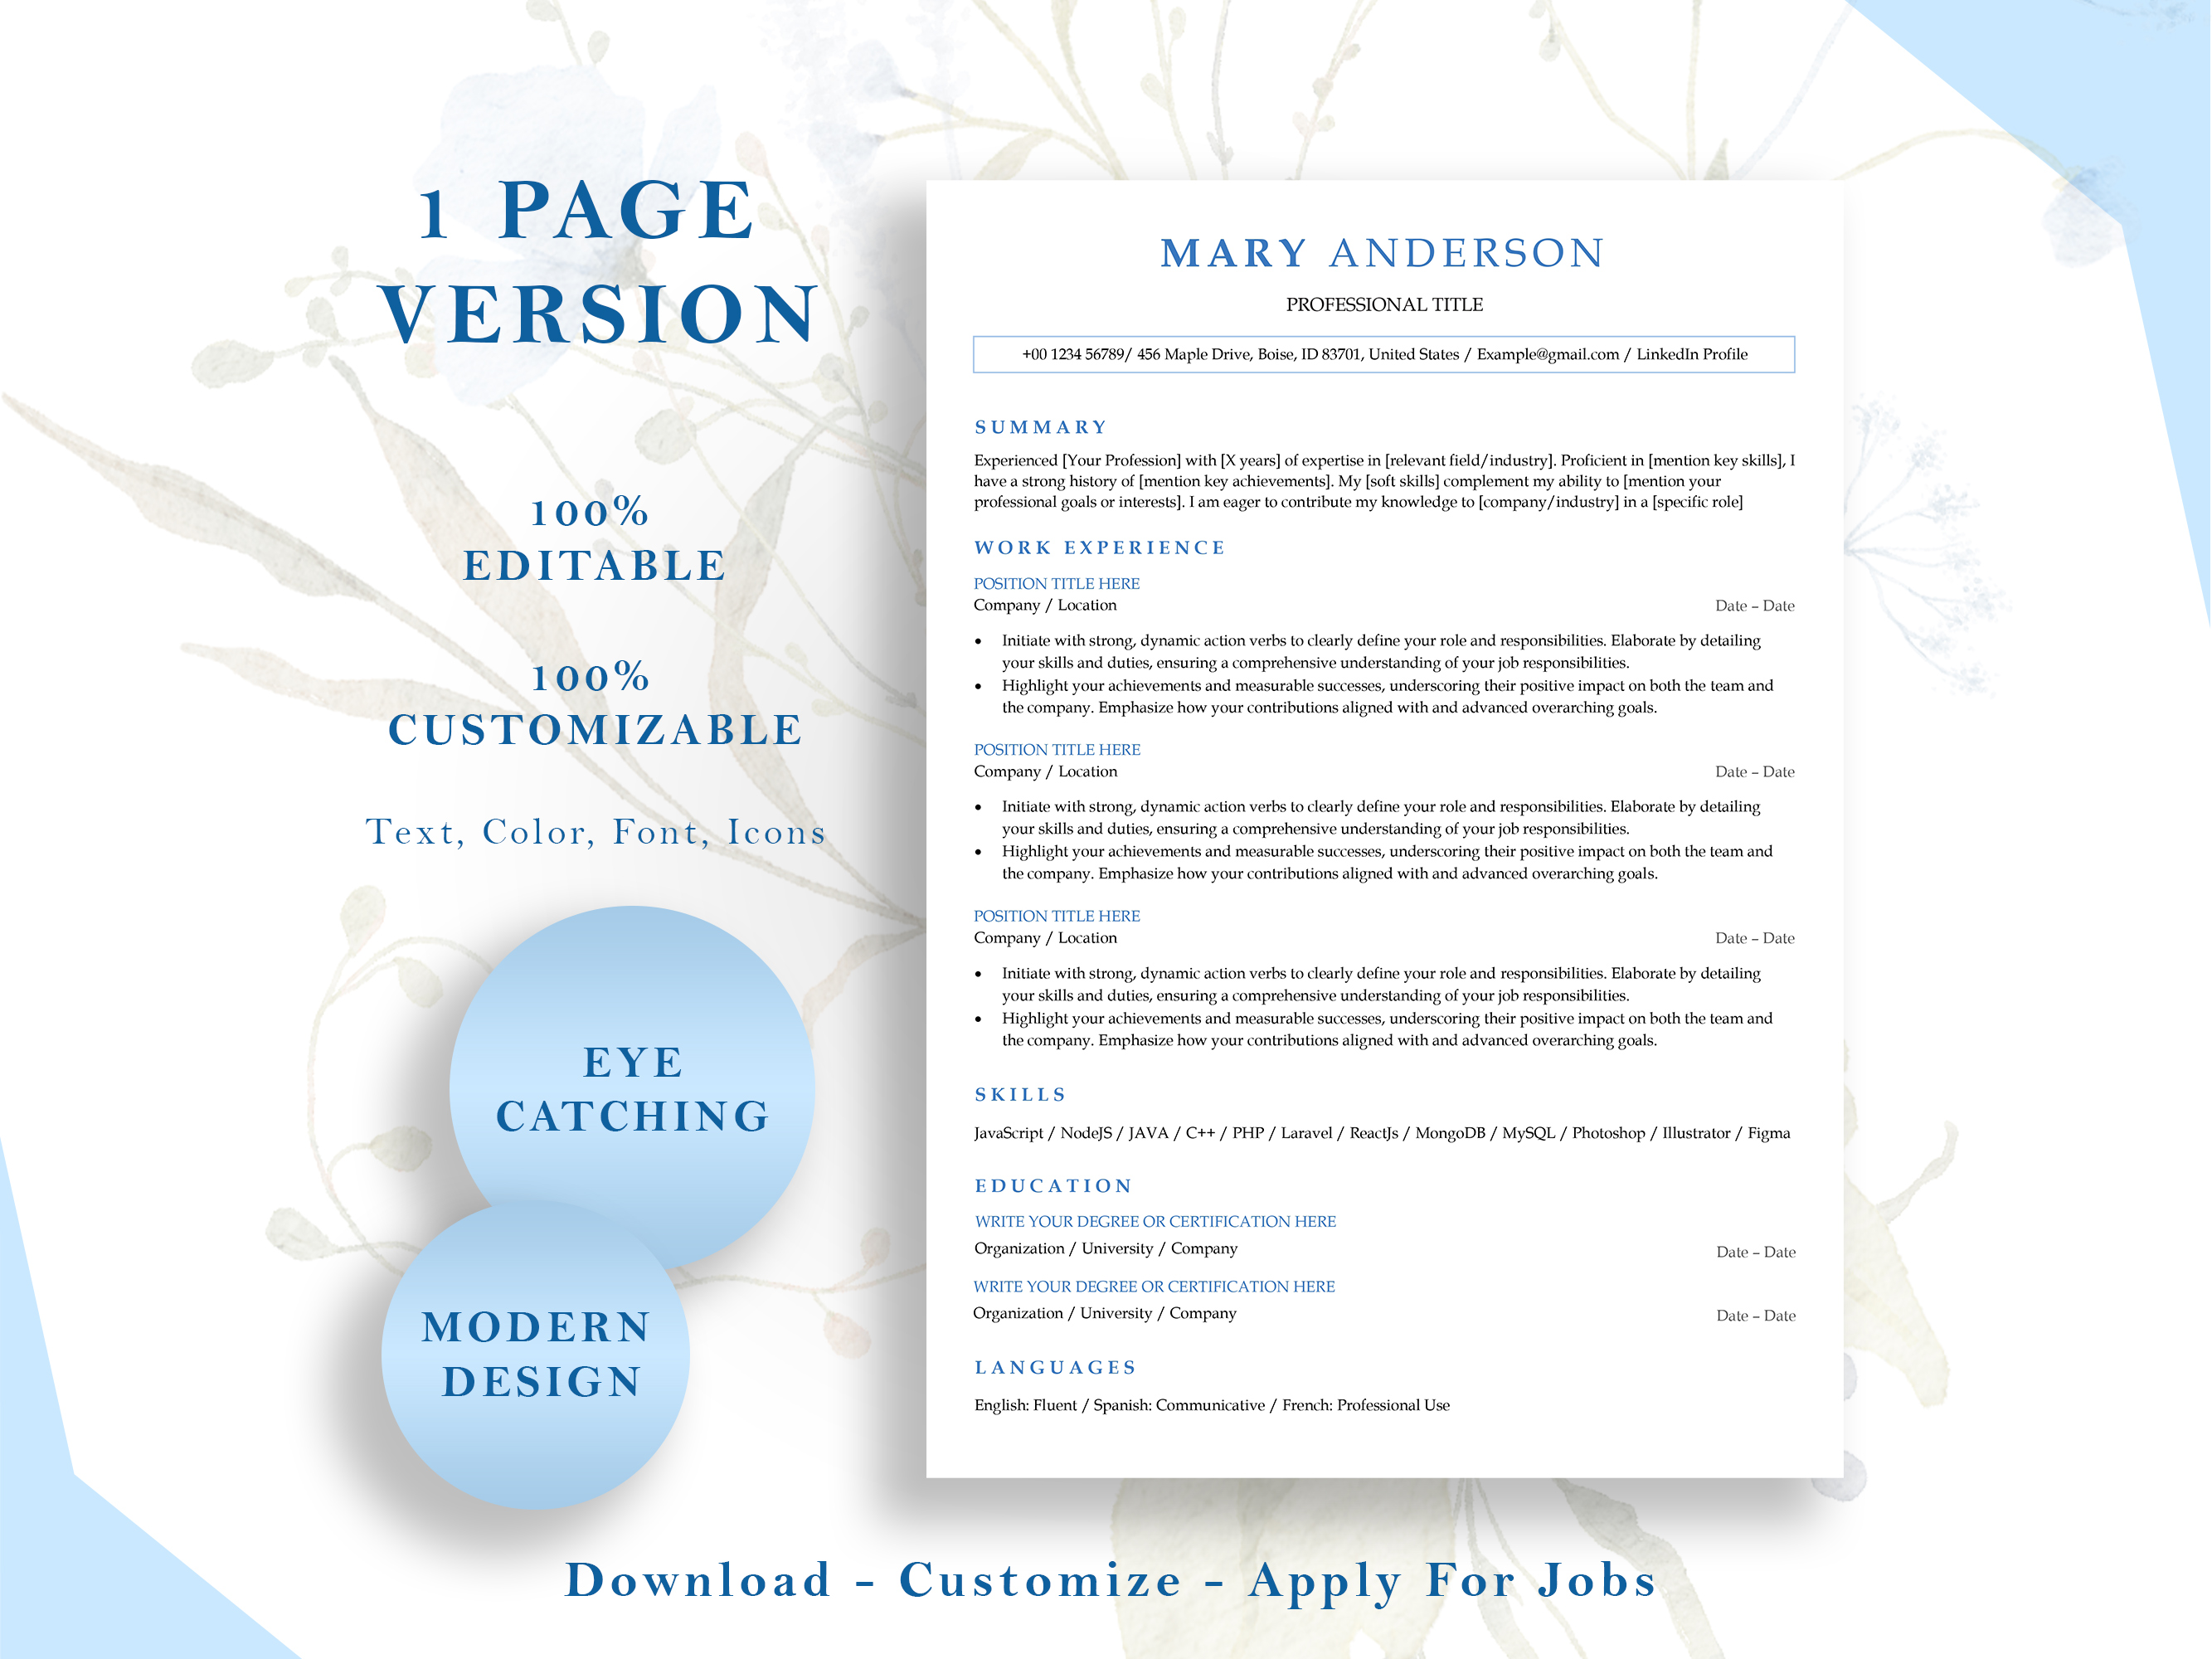 1 PAGE
VERSION
100%
EDITABLE
100%
CUSTOMIZABLE
Text, Color, Font, Icons
EYE
CATCHING
MODERN
DESIGN
MARY ANDERSON
PROFESSIONAL TITLE
+00 1234 56789/ 456 Maple Drive, Boise, ID 83701, United States / Example@gmail.com / LinkedIn Profile
SUMMARY
Experienced [Your Profession] with [X years] of expertise in [relevant field/industry]. Proficient in [mention key skills], I
have a strong history of [mention key achievements]. My [soft skills] complement my ability to [mention your
professional goals or interests]. I am eager to contribute my knowledge to [company/industry] in a [specific role]
WORK EXPERIENCE
POSITION TITLE HERE
Company / Location Date – Date
• Initiate with strong, dynamic action verbs to clearly define your role and responsibilities. Elaborate by detailing
your skills and duties, ensuring a comprehensive understanding of your job responsibilities.
• Highlight your achievements and measurable successes, underscoring their positive impact on both the team and
the company. Emphasize how your contributions aligned with and advanced overarching goals.
POSITION TITLE HERE
Company / Location Date – Date
• Initiate with strong, dynamic action verbs to clearly define your role and responsibilities. Elaborate by detailing
your skills and duties, ensuring a comprehensive understanding of your job responsibilities.
• Highlight your achievements and measurable successes, underscoring their positive impact on both the team and
the company. Emphasize how your contributions aligned with and advanced overarching goals.
POSITION TITLE HERE
Company / Location Date – Date
• Initiate with strong, dynamic action verbs to clearly define your role and responsibilities. Elaborate by detailing
your skills and duties, ensuring a comprehensive understanding of your job responsibilities.
• Highlight your achievements and measurable successes, underscoring their positive impact on both the team and
the company. Emphasize how your contributions aligned with and advanced overarching goals.
SKILLS
JavaScript / NodeJS / JAVA / C++ / PHP / Laravel / ReactJs / MongoDB / MySQL / Photoshop / Illustrator / Figma
EDUCATION
WRITE YOUR DEGREE OR CERTIFICATION HERE
Organization / University / Company Date – Date
WRITE YOUR DEGREE OR CERTIFICATION HERE
Organization / University / Company Date – Date
LANGUAGES
English: Fluent / Spanish: Communicative / French: Professional Use
Download - Customize - Apply For Jobs